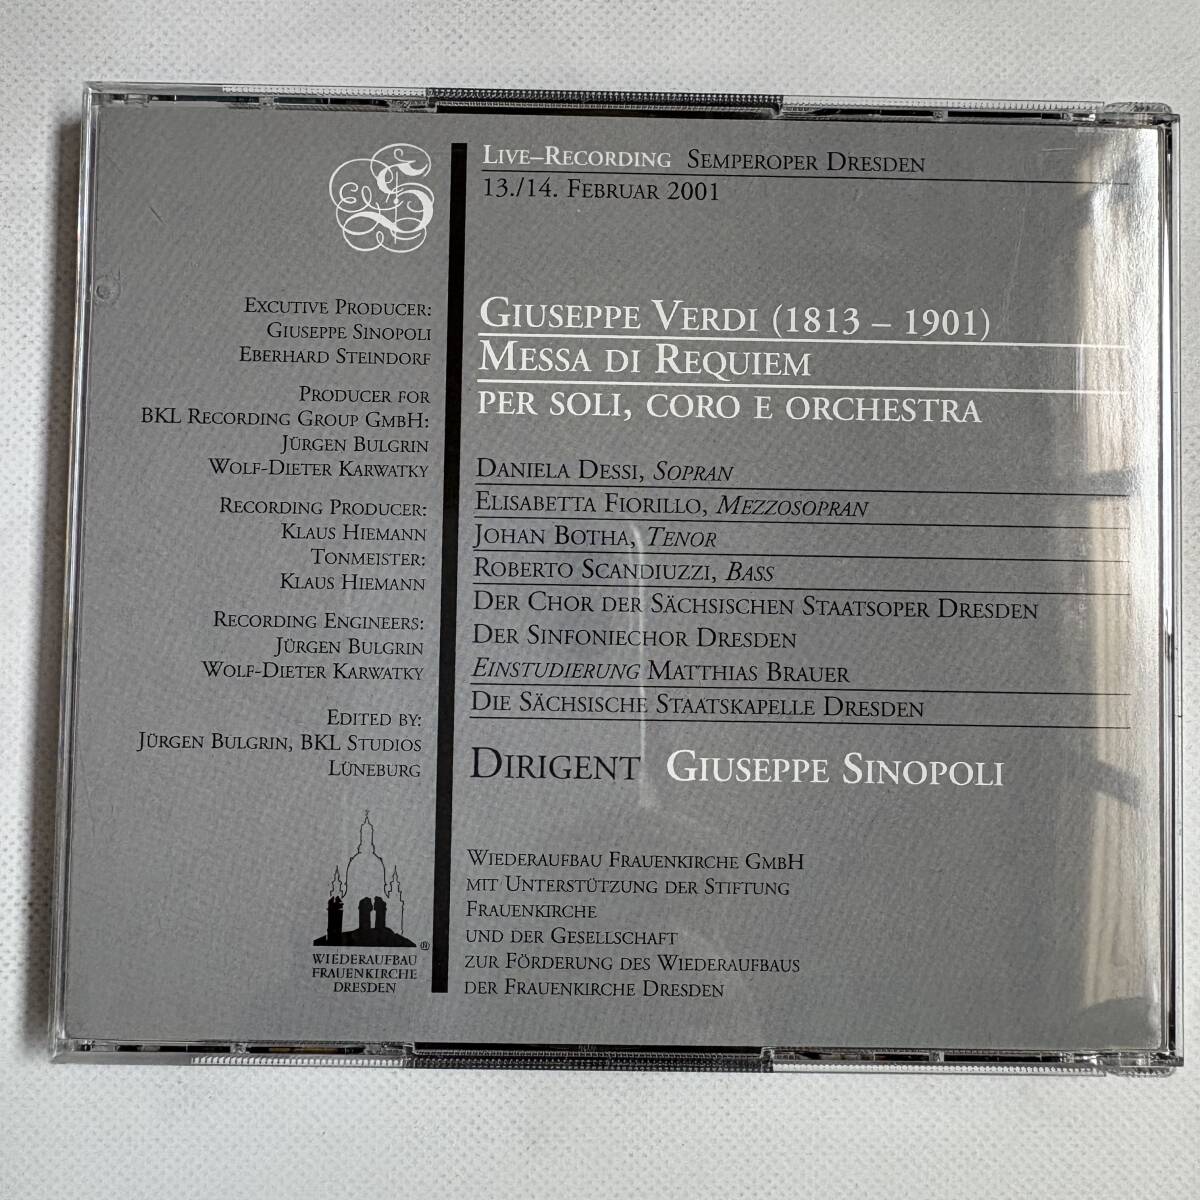 Live–Recording Semperoper Dresden
13./14. Februar 2001
Excutive Producer:
Giuseppe Sinopoli
Eberhard Steindorf
Producer for
BKL Recording Group GmbH:
Jürgen Bulgrin
Wolf-Dieter Karwatky
Recording Producer:
Klaus Hiemann
Tonmeister:
Klaus Hiemann
Recording Engineers:
Jürgen Bulgrin
Wolf-Dieter Karwatky
Edited by:
Jürgen Bulgrin, BKL Studios
Lüneburg
®
Wiederaufbau
Frauenkirche
Dresden
Giuseppe Verdi (1813 – 1901)
Messa di Requiem
per soli, coro e orchestra
Daniela Dessi, Sopran
Elisabetta Fiorillo, Mezzosopran
Johan Botha, Tenor
Roberto Scandiuzzi, Bass
Der Chor der Sächsischen Staatsoper Dresden
Der Sinfoniechor Dresden
Einstudierung Matthias Brauer
Die Sächsische Staatskapelle Dresden
Dirigent Giuseppe Sinopoli
Wiederaufbau Frauenkirche GmbH
mit Unterstützung der Stiftung
Frauenkirche
und der Gesellschaft
zur Förderung des Wiederaufbaus
der Frauenkirche Dresden